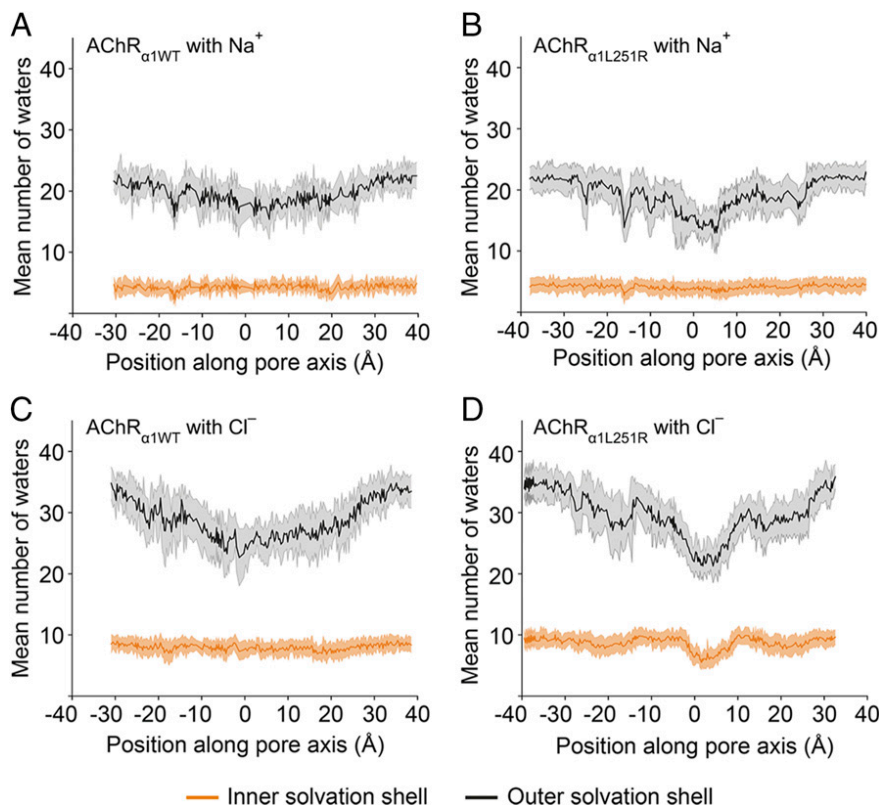 A
AChRα1WT with Na⁺
Mean number of waters
40
30
20
10
-40 -30 -20 -10 0 10 20 30 40
Position along pore axis (Å)
B
AChRα1L251R with Na⁺
Mean number of waters
40
30
20
10
-40 -30 -20 -10 0 10 20 30 40
Position along pore axis (Å)
C
AChRα1WT with Cl⁻
Mean number of waters
40
30
20
10
-40 -30 -20 -10 0 10 20 30 40
Position along pore axis (Å)
D
AChRα1L251R with Cl⁻
Mean number of waters
40
30
20
10
-40 -30 -20 -10 0 10 20 30 40
Position along pore axis (Å)
Inner solvation shell
Outer solvation shell